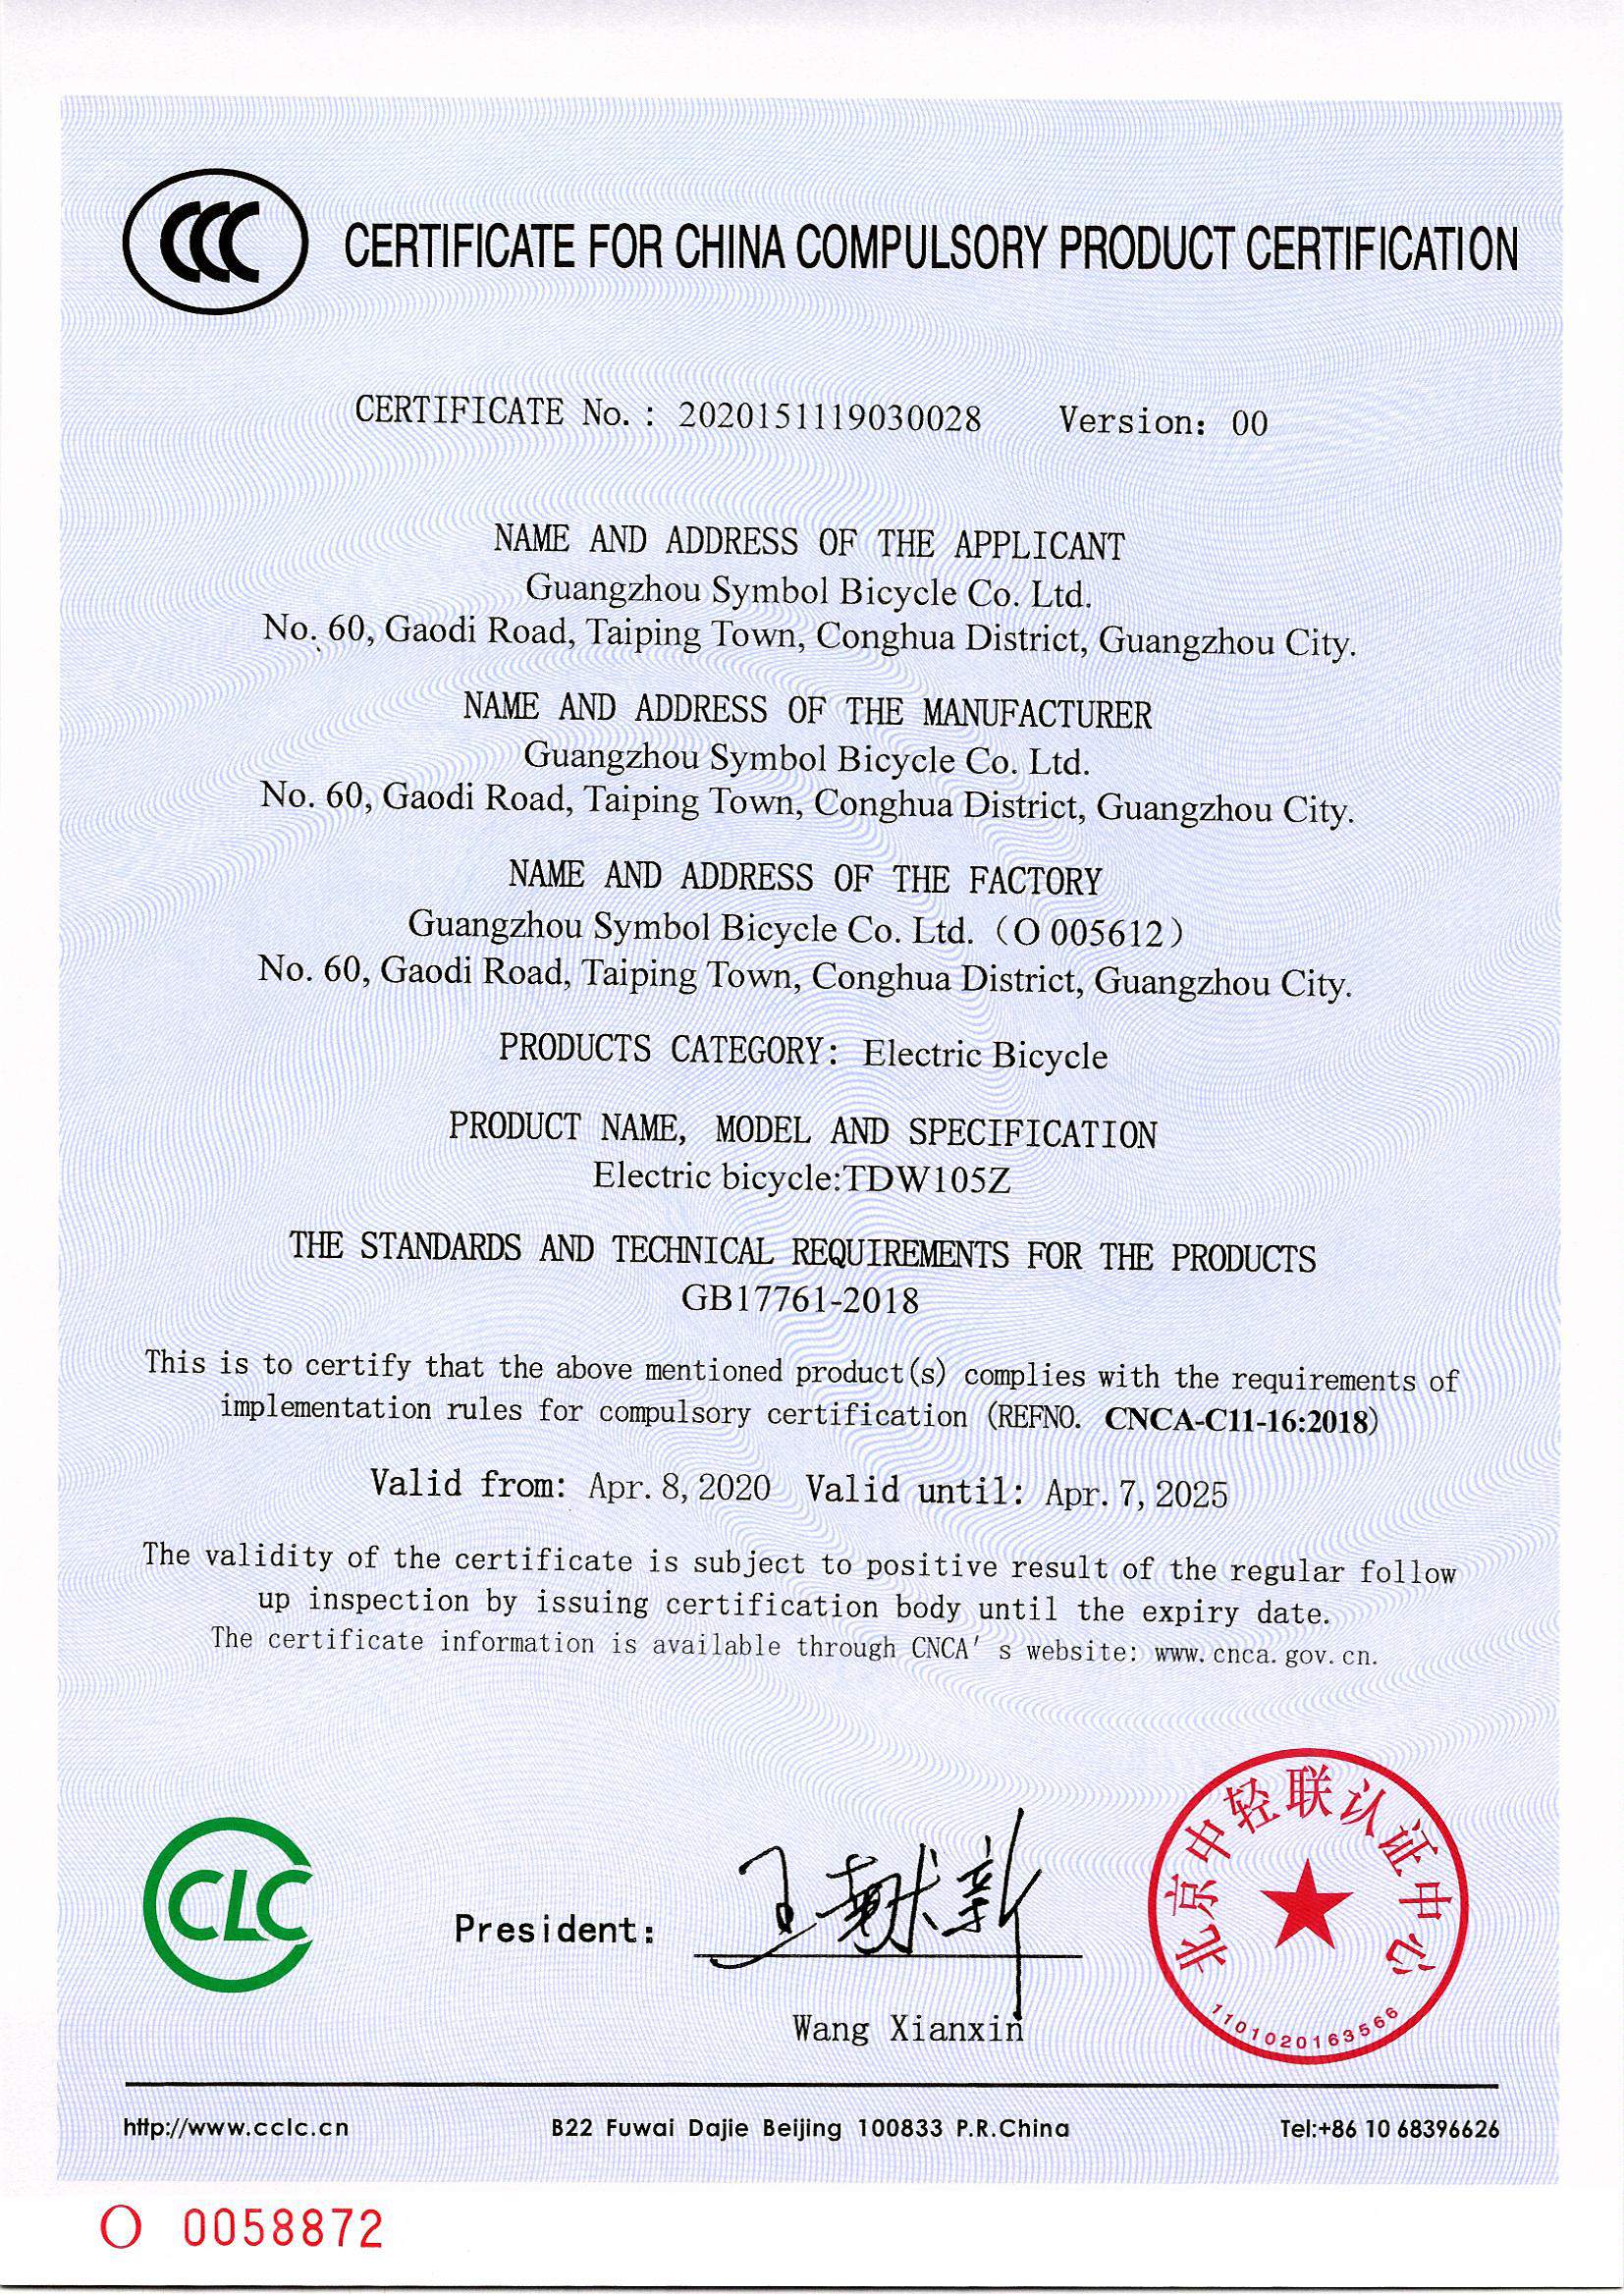 CCC CERTIFICATE FOR CHINA COMPULSORY PRODUCT CERTIFICATION
CERTIFICATE No.: 2020151119030028 Version: 00
NAME AND ADDRESS OF THE APPLICANT
Guangzhou Symbol Bicycle Co. Ltd.
No. 60, Gaodi Road, Taiping Town, Conghua District, Guangzhou City.
NAME AND ADDRESS OF THE MANUFACTURER
Guangzhou Symbol Bicycle Co. Ltd.
No. 60, Gaodi Road, Taiping Town, Conghua District, Guangzhou City.
NAME AND ADDRESS OF THE FACTORY
Guangzhou Symbol Bicycle Co. Ltd.（O 005612）
No. 60, Gaodi Road, Taiping Town, Conghua District, Guangzhou City.
PRODUCTS CATEGORY: Electric Bicycle
PRODUCT NAME, MODEL AND SPECIFICATION
Electric bicycle:TDW105Z
THE STANDARDS AND TECHNICAL REQUIREMENTS FOR THE PRODUCTS
GB17761-2018
This is to certify that the above mentioned product(s) complies with the requirements of
implementation rules for compulsory certification (REFNO. CNCA-C11-16:2018)
Valid from: Apr. 8, 2020 Valid until: Apr. 7, 2025
The validity of the certificate is subject to positive result of the regular follow
up inspection by issuing certification body until the expiry date.
The certificate information is available through CNCA' s website: www.cnca.gov.cn.
CLC
President:
王献新
Wang Xianxin
北京中轻联认证中心
1101020163566
http://www.cclc.cn B22 Fuwai Dajie Beijing 100833 P.R.China Tel:+86 10 68396626
O 0058872